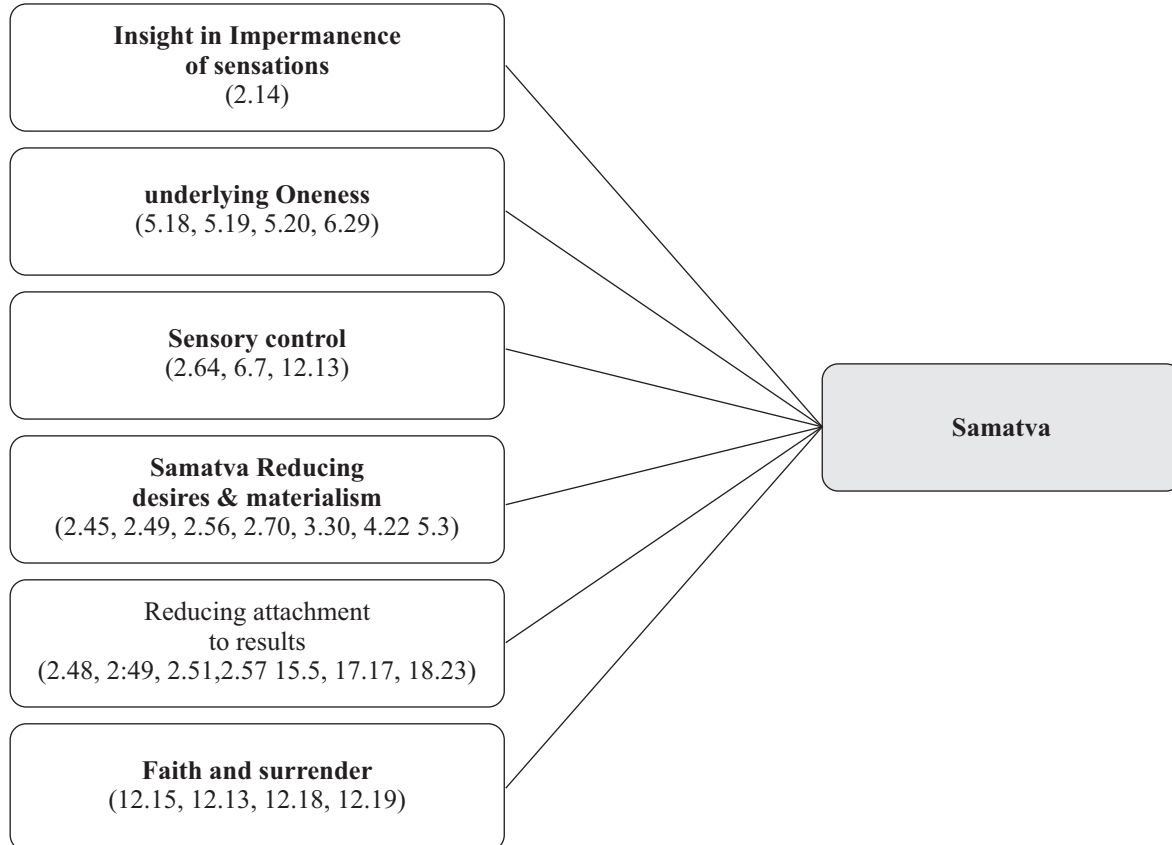 Insight in Impermanence
of sensations
(2.14)
underlying Oneness
(5.18, 5.19, 5.20, 6.29)
Sensory control
(2.64, 6.7, 12.13)
Samatva Reducing
desires & materialism
(2.45, 2.49, 2.56, 2.70, 3.30, 4.22 5.3)
Reducing attachment
to results
(2.48, 2:49, 2.51,2.57 15.5, 17.17, 18.23)
Faith and surrender
(12.15, 12.13, 12.18, 12.19)
Samatva